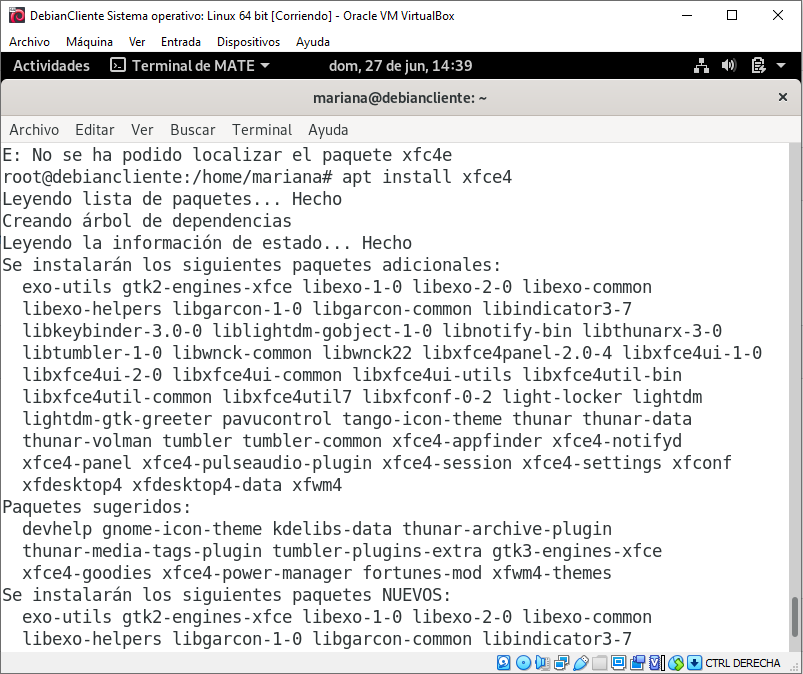 DebianCliente Sistema operativo: Linux 64 bit [Corriendo] - Oracle VM VirtualBox
Archivo Máquina Ver Entrada Dispositivos Ayuda
Actividades Terminal de MATE dom, 27 de jun, 14:39
mariana@debiancliente: ~
Archivo Editar Ver Buscar Terminal Ayuda
E: No se ha podido localizar el paquete xfc4e
root@debiancliente:/home/mariana# apt install xfce4
Leyendo lista de paquetes... Hecho
Creando árbol de dependencias
Leyendo la información de estado... Hecho
Se instalarán los siguientes paquetes adicionales:
exo-utils gtk2-engines-xfce libexo-1-0 libexo-2-0 libexo-common
libexo-helpers libgarcon-1-0 libgarcon-common libindicator3-7
libkeybinder-3.0-0 liblightdm-gobject-1-0 libnotify-bin libthunarx-3-0
libtumbler-1-0 libwnck-common libwnck22 libxfce4panel-2.0-4 libxfce4ui-1-0
libxfce4ui-2-0 libxfce4ui-common libxfce4ui-utils libxfce4util-bin
libxfce4util-common libxfce4util7 libxfconf-0-2 light-locker lightdm
lightdm-gtk-greeter pavucontrol tango-icon-theme thunar thunar-data
thunar-volman tumbler tumbler-common xfce4-appfinder xfce4-notifyd
xfce4-panel xfce4-pulseaudio-plugin xfce4-session xfce4-settings xfconf
xfdesktop4 xfdesktop4-data xfwm4
Paquetes sugeridos:
devhelp gnome-icon-theme kdelibs-data thunar-archive-plugin
thunar-media-tags-plugin tumbler-plugins-extra gtk3-engines-xfce
xfce4-goodies xfce4-power-manager fortunes-mod xfwm4-themes
Se instalarán los siguientes paquetes NUEVOS:
exo-utils gtk2-engines-xfce libexo-1-0 libexo-2-0 libexo-common
libexo-helpers libgarcon-1-0 libgarcon-common libindicator3-7
CTRL DERECHA